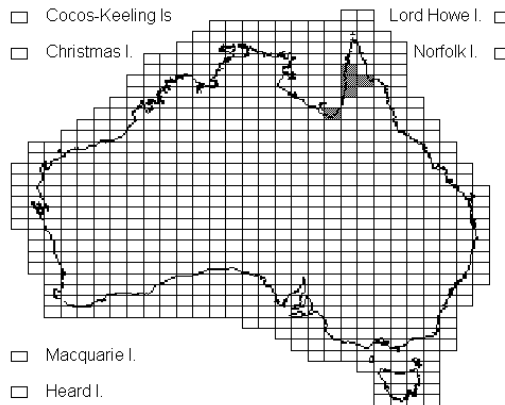 Cocos-Keeling Is
Lord Howe I.
Christmas I.
Norfolk I.
Macquarie I.
Heard I.